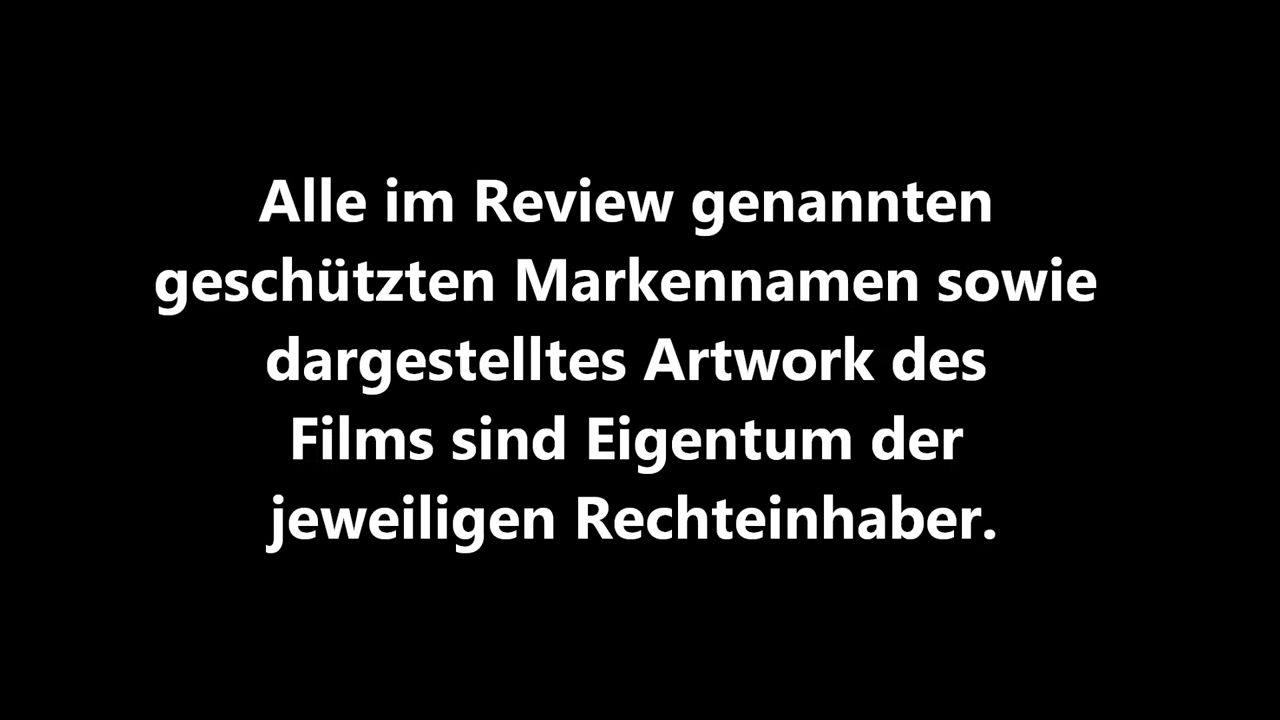 Alle im Review genannten
geschützten Markennamen sowie
dargestelltes Artwork des
Films sind Eigentum der
jeweiligen Rechteinhaber.